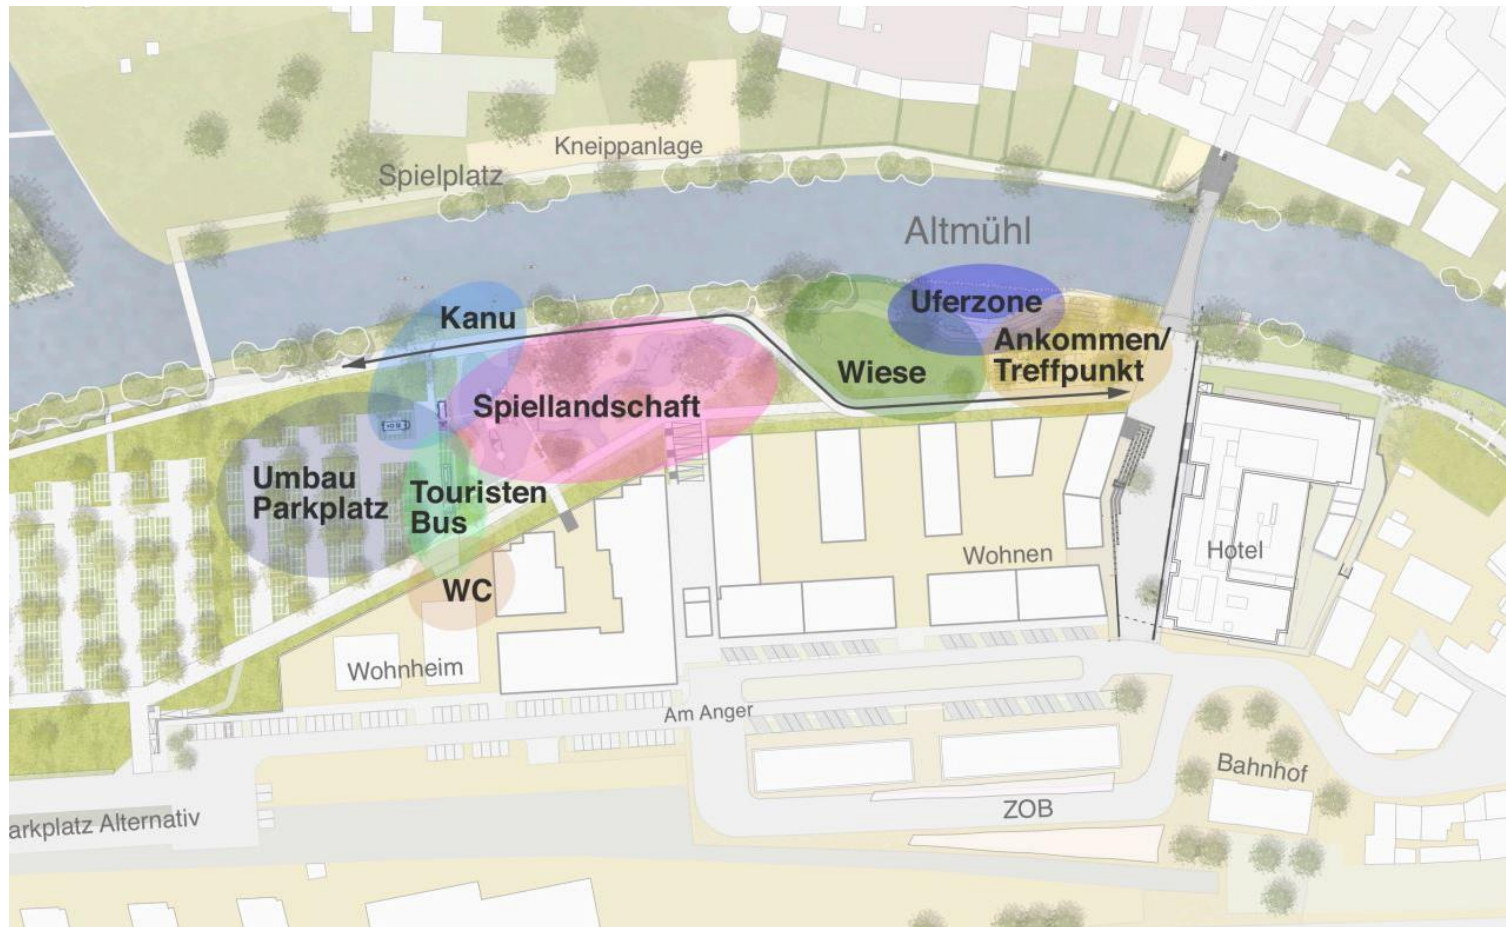 Kneippanlage
Spielplatz
Altmühl
Kanu
Uferzone
Ankommen/
Treffpunkt
Wiese
Spiellandschaft
Umbau
Parkplatz
Touristen
Bus
WC
Wohnen
Hotel
Wohnheim
Am Anger
Bahnhof
ZOB
arkplatz Alternativ